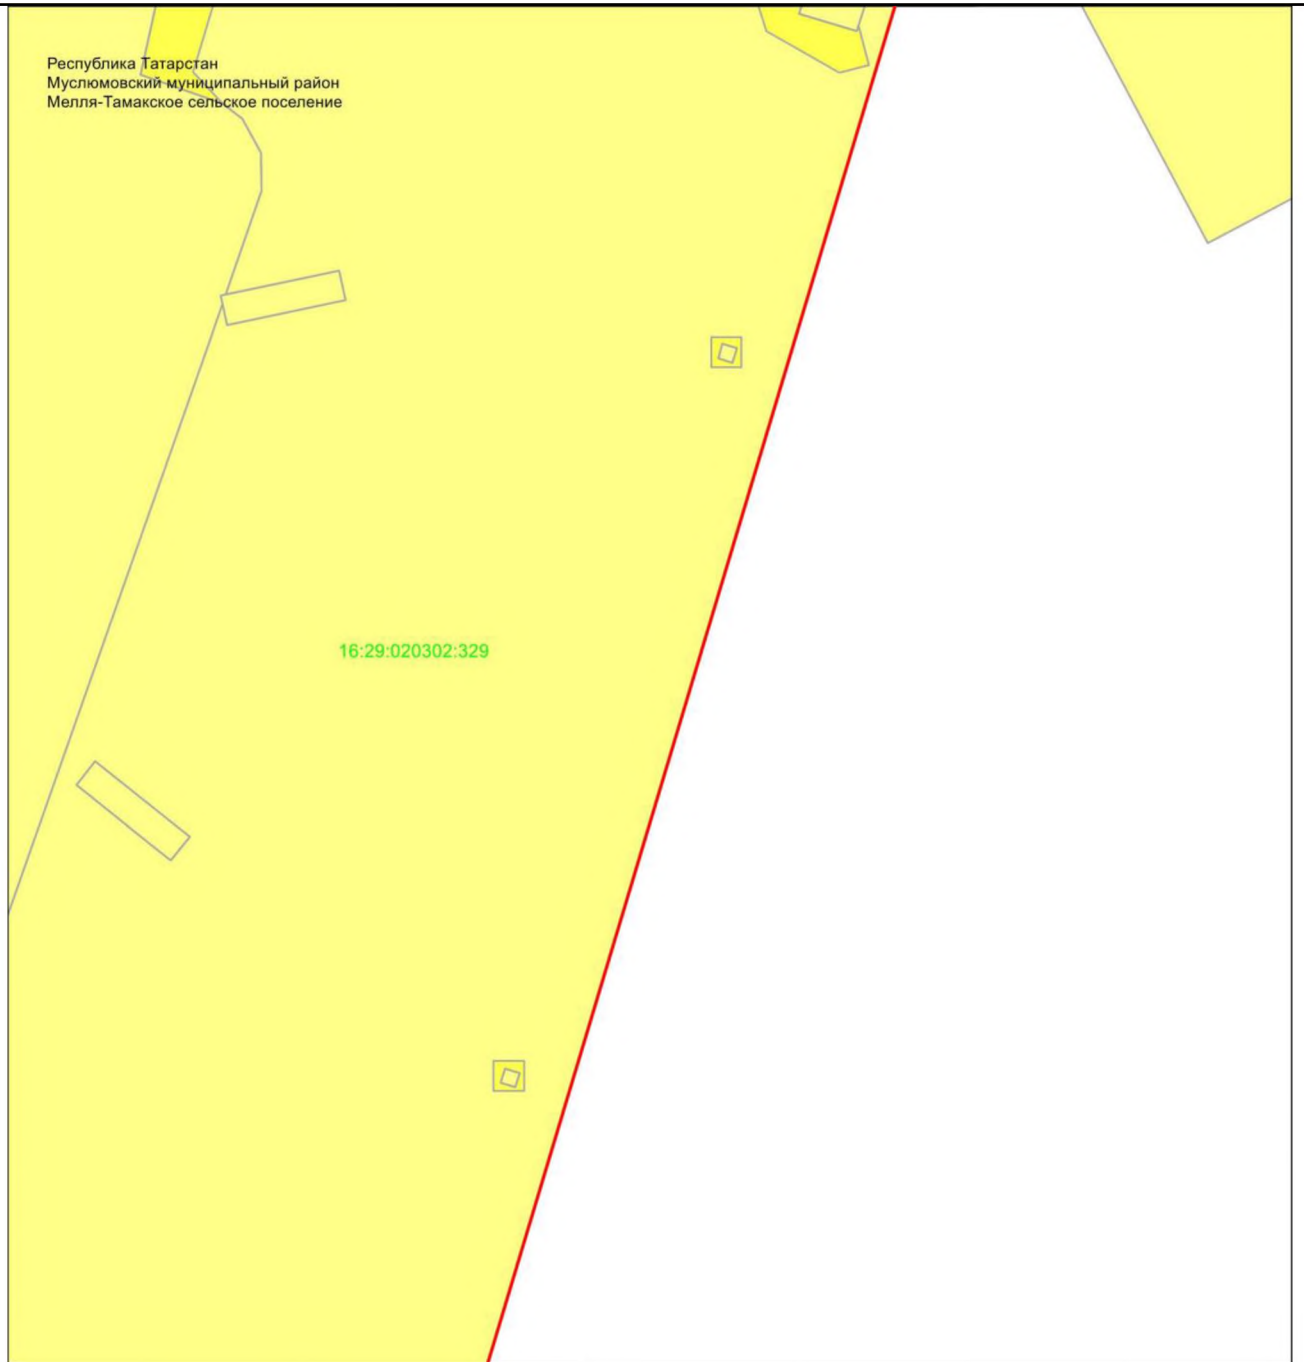 Республика Татарстан
Муслюмовский муниципальный район
Мелля-Тамакское сельское поселение
16:29:020302:329